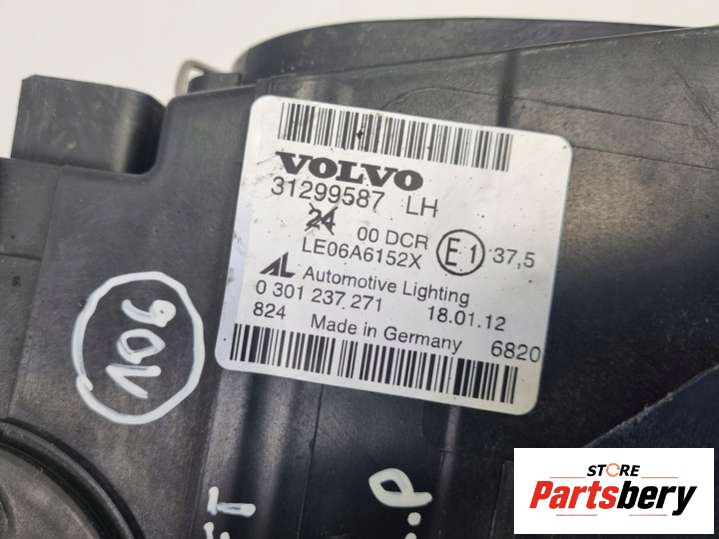 VOLVO
31299587 LH
24 00 DCR
LE06A6152X E1 37,5
AL Automotive Lighting
0 301 237.271 18.01.12
824 Made in Germany 6820
106
STORE
Partsbery